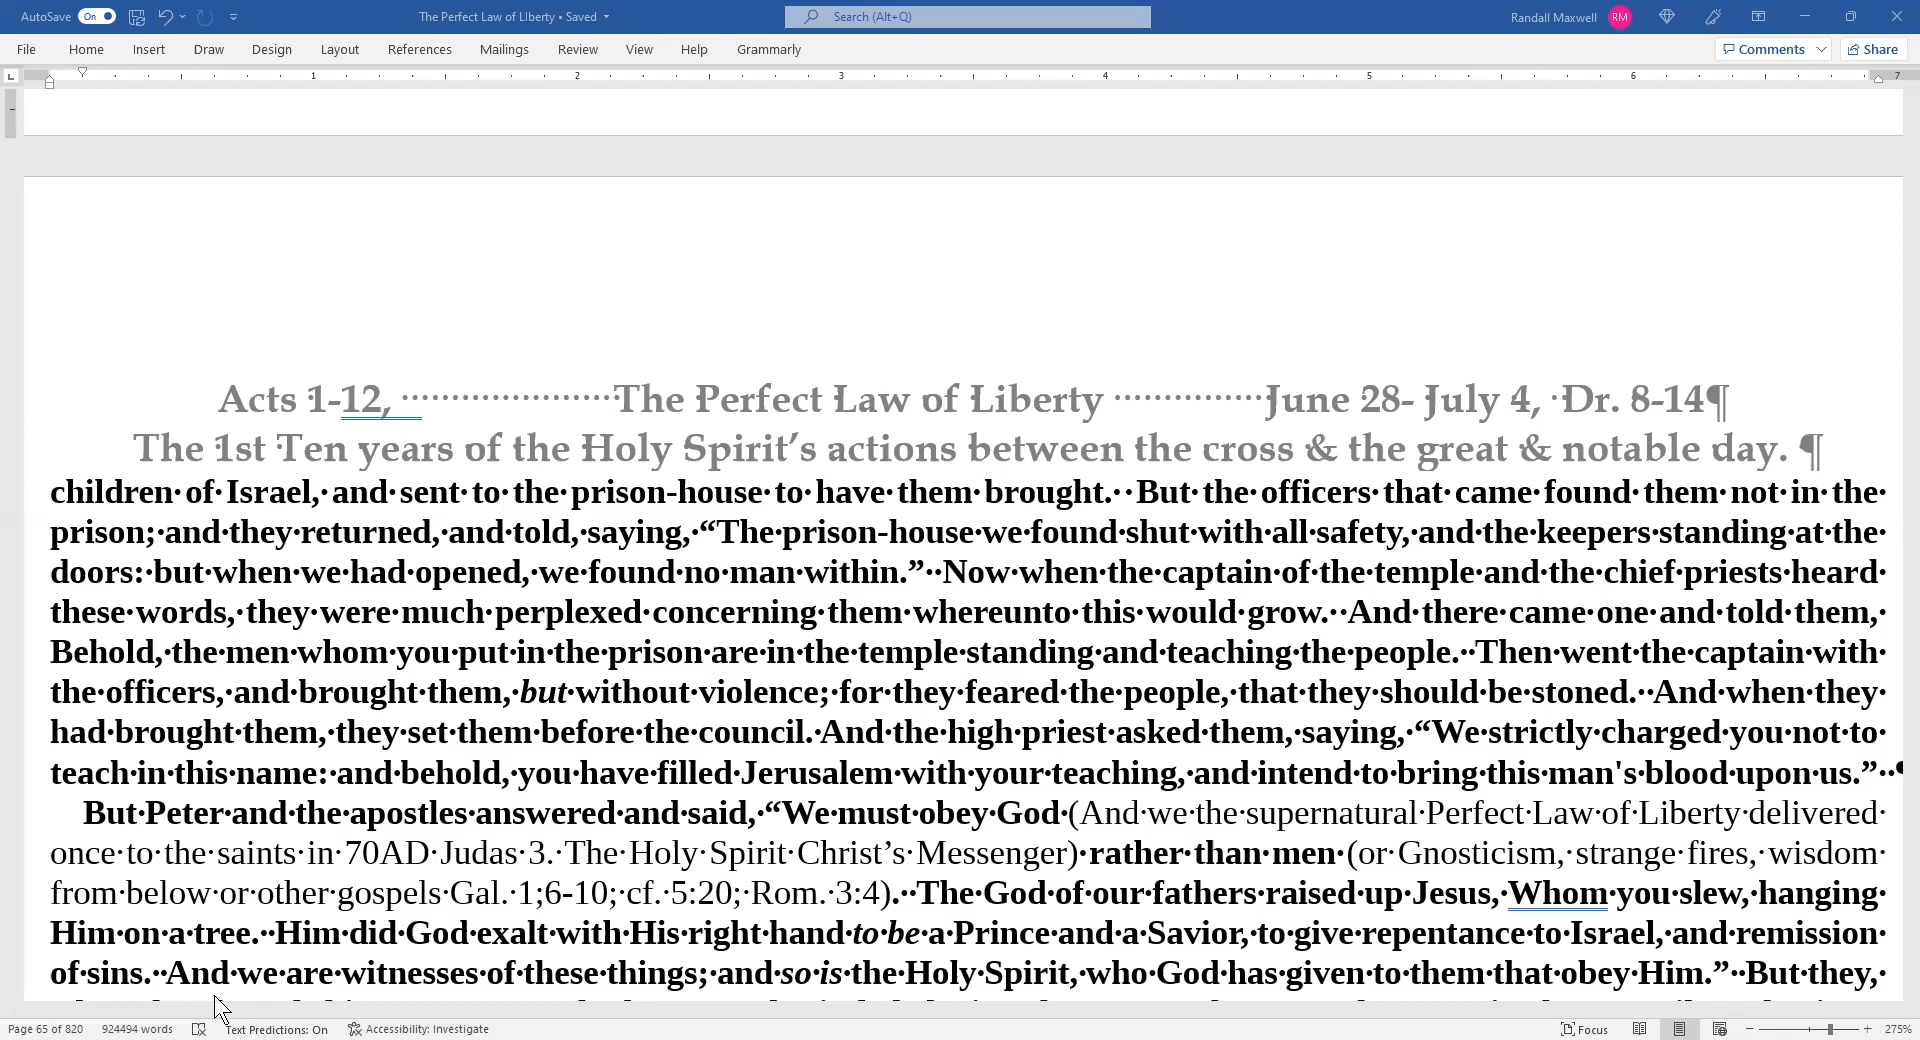 AutoSave On The Perfect Law of LIberty • Saved Search (Alt+Q) Randall Maxwell RM
File Home Insert Draw Design Layout References Mailings Review View Help Grammarly Comments Share
1 2 3 4 5 6 7
Acts 1-12, The Perfect Law of Liberty June 28- July 4, Dr. 8-14¶
The 1st Ten years of the Holy Spirit’s actions between the cross & the great & notable day. ¶
children of Israel, and sent to the prison-house to have them brought. But the officers that came found them not in the
prison; and they returned, and told, saying, “The prison-house we found shut with all safety, and the keepers standing at the
doors: but when we had opened, we found no man within.” Now when the captain of the temple and the chief priests heard
these words, they were much perplexed concerning them whereunto this would grow. And there came one and told them,
Behold, the men whom you put in the prison are in the temple standing and teaching the people. Then went the captain with
the officers, and brought them, but without violence; for they feared the people, that they should be stoned. And when they
had brought them, they set them before the council. And the high priest asked them, saying, “We strictly charged you not to
teach in this name: and behold, you have filled Jerusalem with your teaching, and intend to bring this man's blood upon us.”
But Peter and the apostles answered and said, “We must obey God (And we the supernatural Perfect Law of Liberty delivered
once to the saints in 70AD Judas 3. The Holy Spirit Christ’s Messenger) rather than men (or Gnosticism, strange fires, wisdom
from below or other gospels Gal. 1;6-10; cf. 5:20; Rom. 3:4). The God of our fathers raised up Jesus, Whom you slew, hanging
Him on a tree. Him did God exalt with His right hand to be a Prince and a Savior, to give repentance to Israel, and remission
of sins. And we are witnesses of these things; and so is the Holy Spirit, who God has given to them that obey Him.” But they,
Page 65 of 820 924494 words Text Predictions: On Accessibility: Investigate Focus 275%